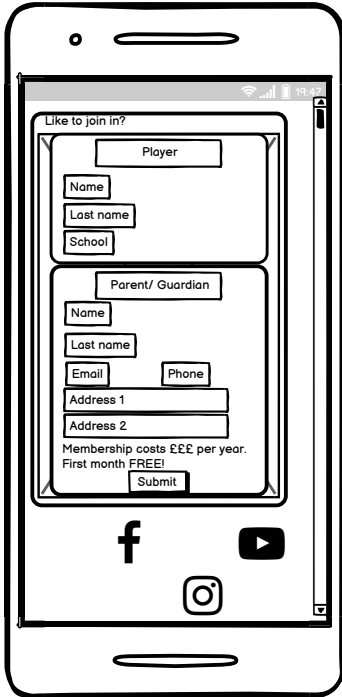 19:47
Like to join in?
Player
Name
Last name
School
Parent/ Guardian
Name
Last name
Email Phone
Address 1
Address 2
Membership costs £££ per year.
First month FREE!
Submit